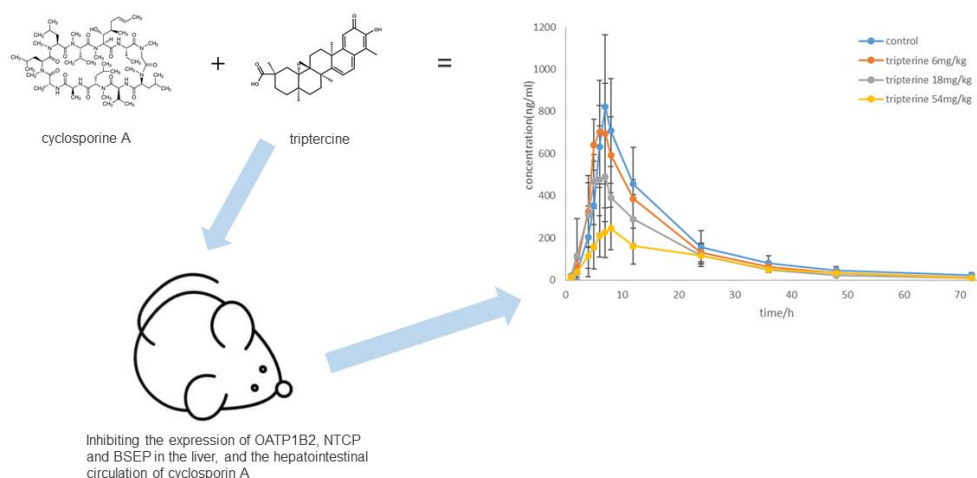 cyclosporine A
+
triptercine
=
Inhibiting the expression of OATP1B2, NTCP
and BSEP in the liver, and the hepatointestinal
circulation of cyclosporin A
concentration(ng/ml)
1200
1000
800
600
400
200
0
0 10 20 30 40 50 60 70
time/h
control
tripterine 6mg/kg
tripterine 18mg/kg
tripterine 54mg/kg